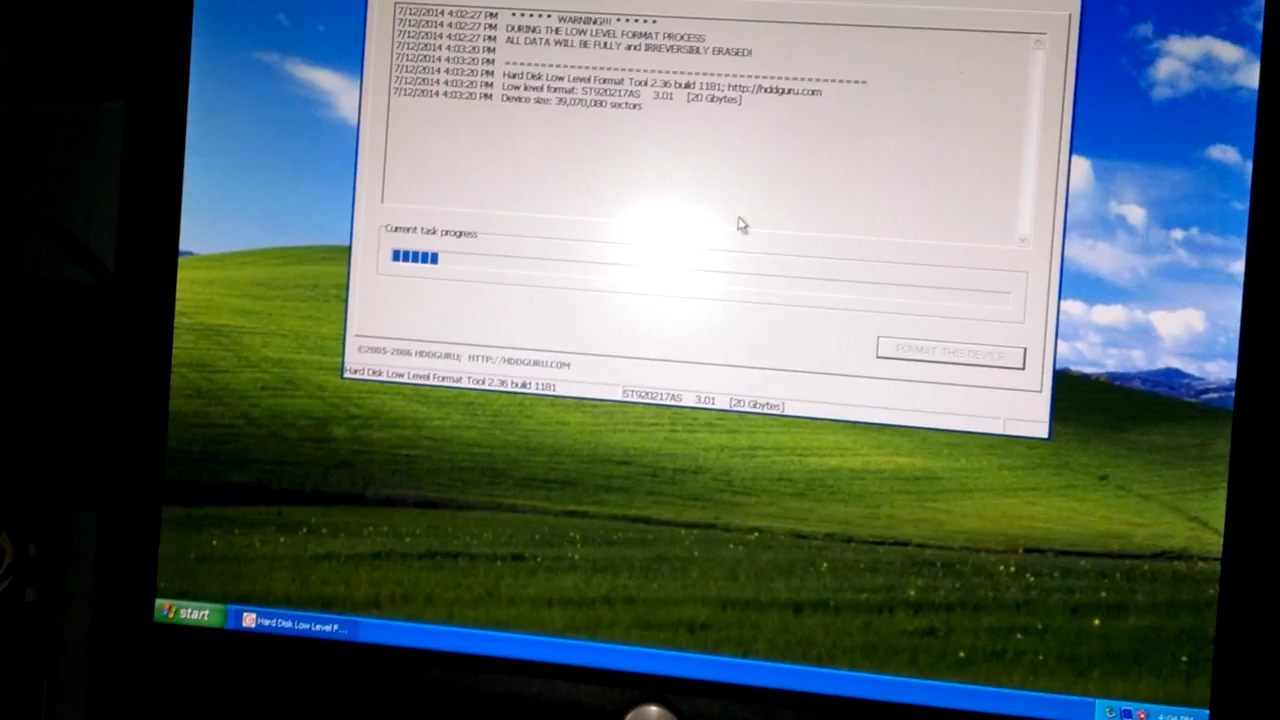 7/12/2014 4:02:27 PM * * * * * WARNING!!! * * * * *
7/12/2014 4:02:27 PM DURING THE LOW LEVEL FORMAT PROCESS
7/12/2014 4:02:27 PM ALL DATA WILL BE FULLY and IRREVERSIBLY ERASED!
7/12/2014 4:03:20 PM
7/12/2014 4:03:20 PM
7/12/2014 4:03:20 PM Hard Disk Low Level Format Tool 2.36 build 1181; http://hddguru.com
7/12/2014 4:03:20 PM Low level format: ST920217AS 3.01 [20 Gbytes]
7/12/2014 4:03:20 PM Device size: 39,070,080 sectors
Current task progress
FORMAT THIS DEVICE
©2005-2006 HDDGURU; HTTP://HDDGURU.COM
Hard Disk Low Level Format Tool 2.36 build 1181 ST920217AS 3.01 [20 Gbytes]
start Hard Disk Low Level F...
4:04 PM